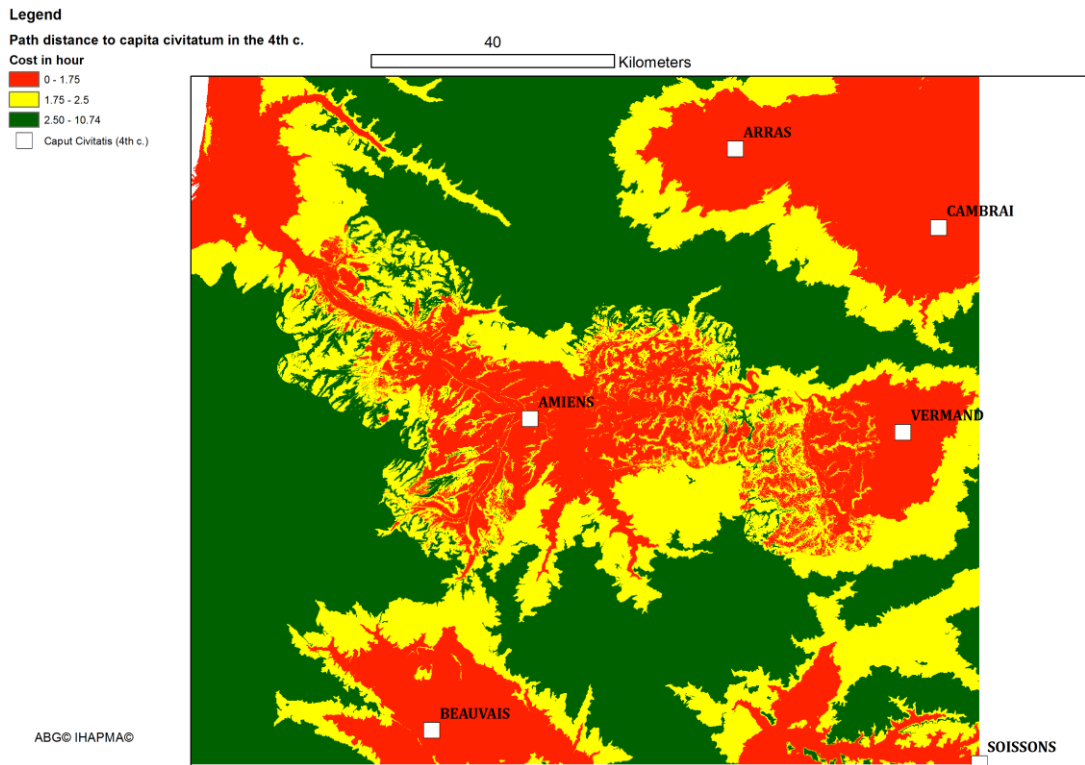 Legend
Path distance to capita civitatum in the 4th c.
Cost in hour
0 - 1.75
1.75 - 2.5
2.50 - 10.74
Caput Civitatis (4th c.)
40
Kilometers
ARRAS
CAMBRAI
AMIENS
VERMAND
BEAUVAIS
SOISSONS
ABG© IHAPMA©